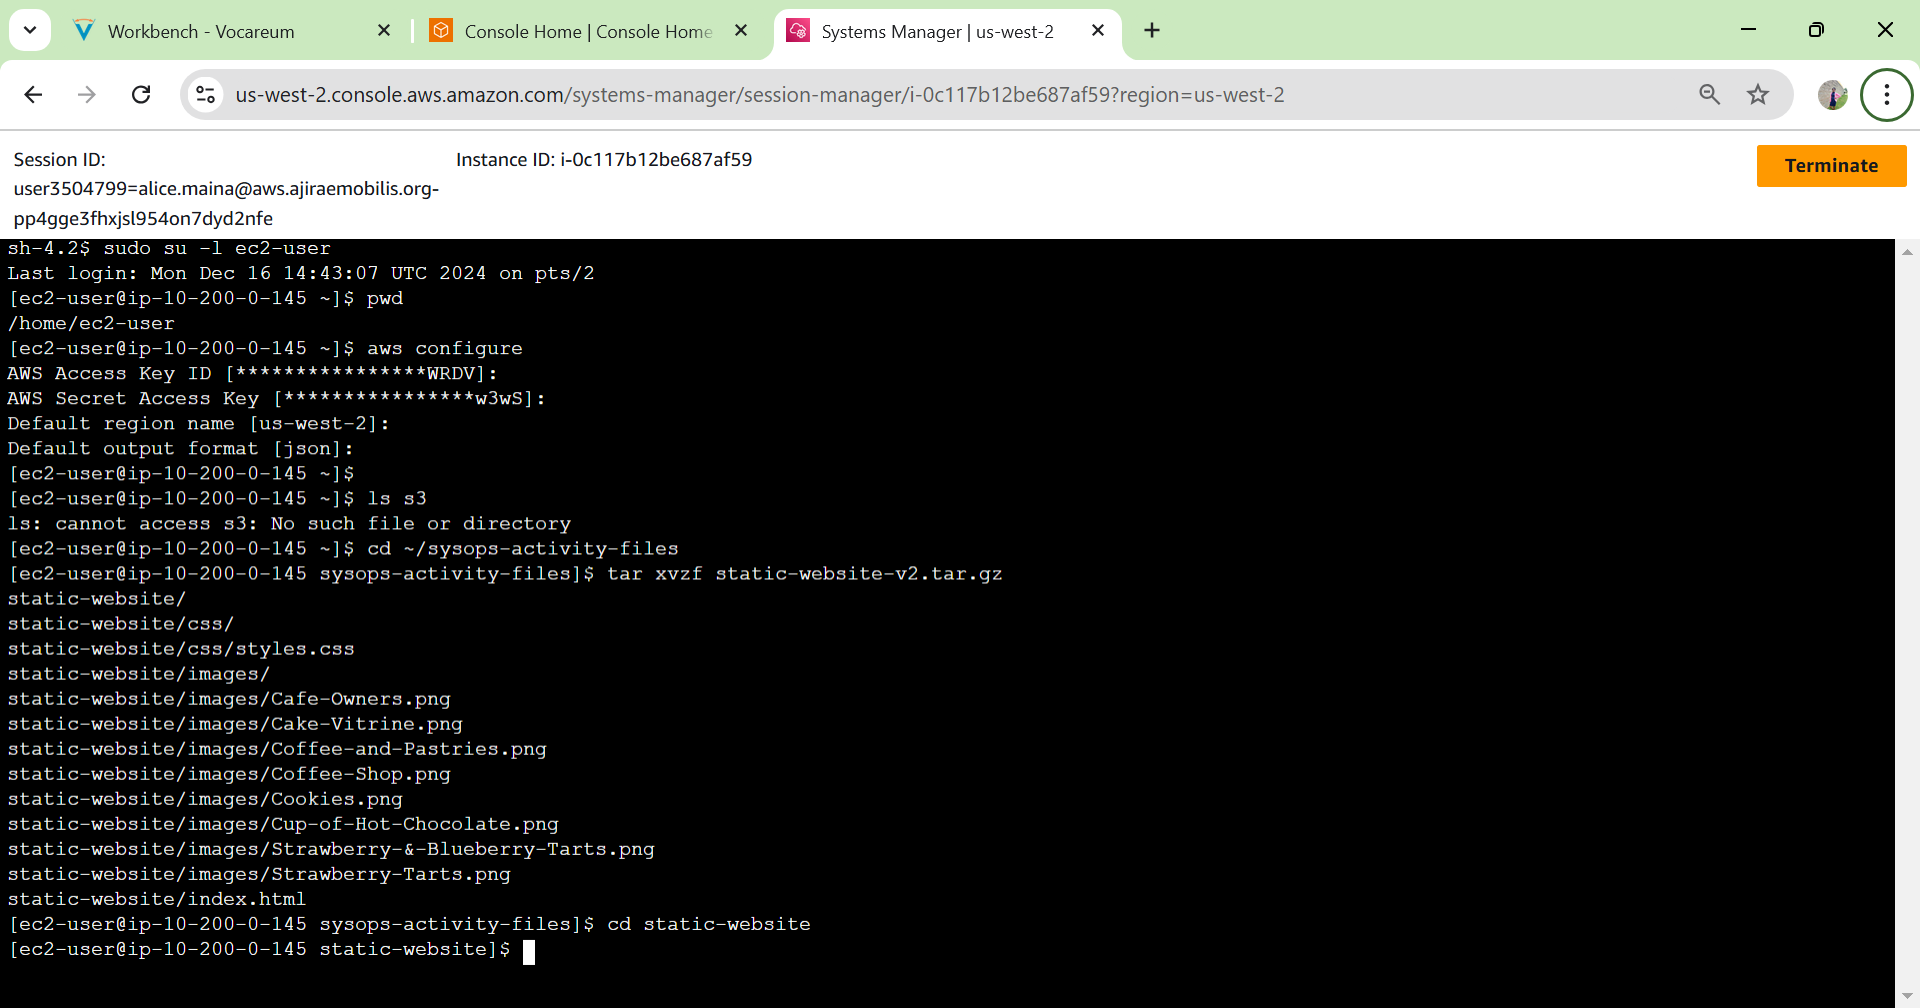 Workbench - Vocareum
Console Home | Console Home
Systems Manager | us-west-2
us-west-2.console.aws.amazon.com/systems-manager/session-manager/i-0c117b12be687af59?region=us-west-2
Session ID:
user3504799=alice.maina@aws.ajiraemobilis.org-
pp4gge3fhxjsl954on7dyd2nfe
Instance ID: i-0c117b12be687af59
Terminate
sh-4.2$ sudo su -l ec2-user
Last login: Mon Dec 16 14:43:07 UTC 2024 on pts/2
[ec2-user@ip-10-200-0-145 ~]$ pwd
/home/ec2-user
[ec2-user@ip-10-200-0-145 ~]$ aws configure
AWS Access Key ID [****************WRDV]:
AWS Secret Access Key [****************w3wS]:
Default region name [us-west-2]:
Default output format [json]:
[ec2-user@ip-10-200-0-145 ~]$
[ec2-user@ip-10-200-0-145 ~]$ ls s3
ls: cannot access s3: No such file or directory
[ec2-user@ip-10-200-0-145 ~]$ cd ~/sysops-activity-files
[ec2-user@ip-10-200-0-145 sysops-activity-files]$ tar xvzf static-website-v2.tar.gz
static-website/
static-website/css/
static-website/css/styles.css
static-website/images/
static-website/images/Cafe-Owners.png
static-website/images/Cake-Vitrine.png
static-website/images/Coffee-and-Pastries.png
static-website/images/Coffee-Shop.png
static-website/images/Cookies.png
static-website/images/Cup-of-Hot-Chocolate.png
static-website/images/Strawberry-&-Blueberry-Tarts.png
static-website/images/Strawberry-Tarts.png
static-website/index.html
[ec2-user@ip-10-200-0-145 sysops-activity-files]$ cd static-website
[ec2-user@ip-10-200-0-145 static-website]$